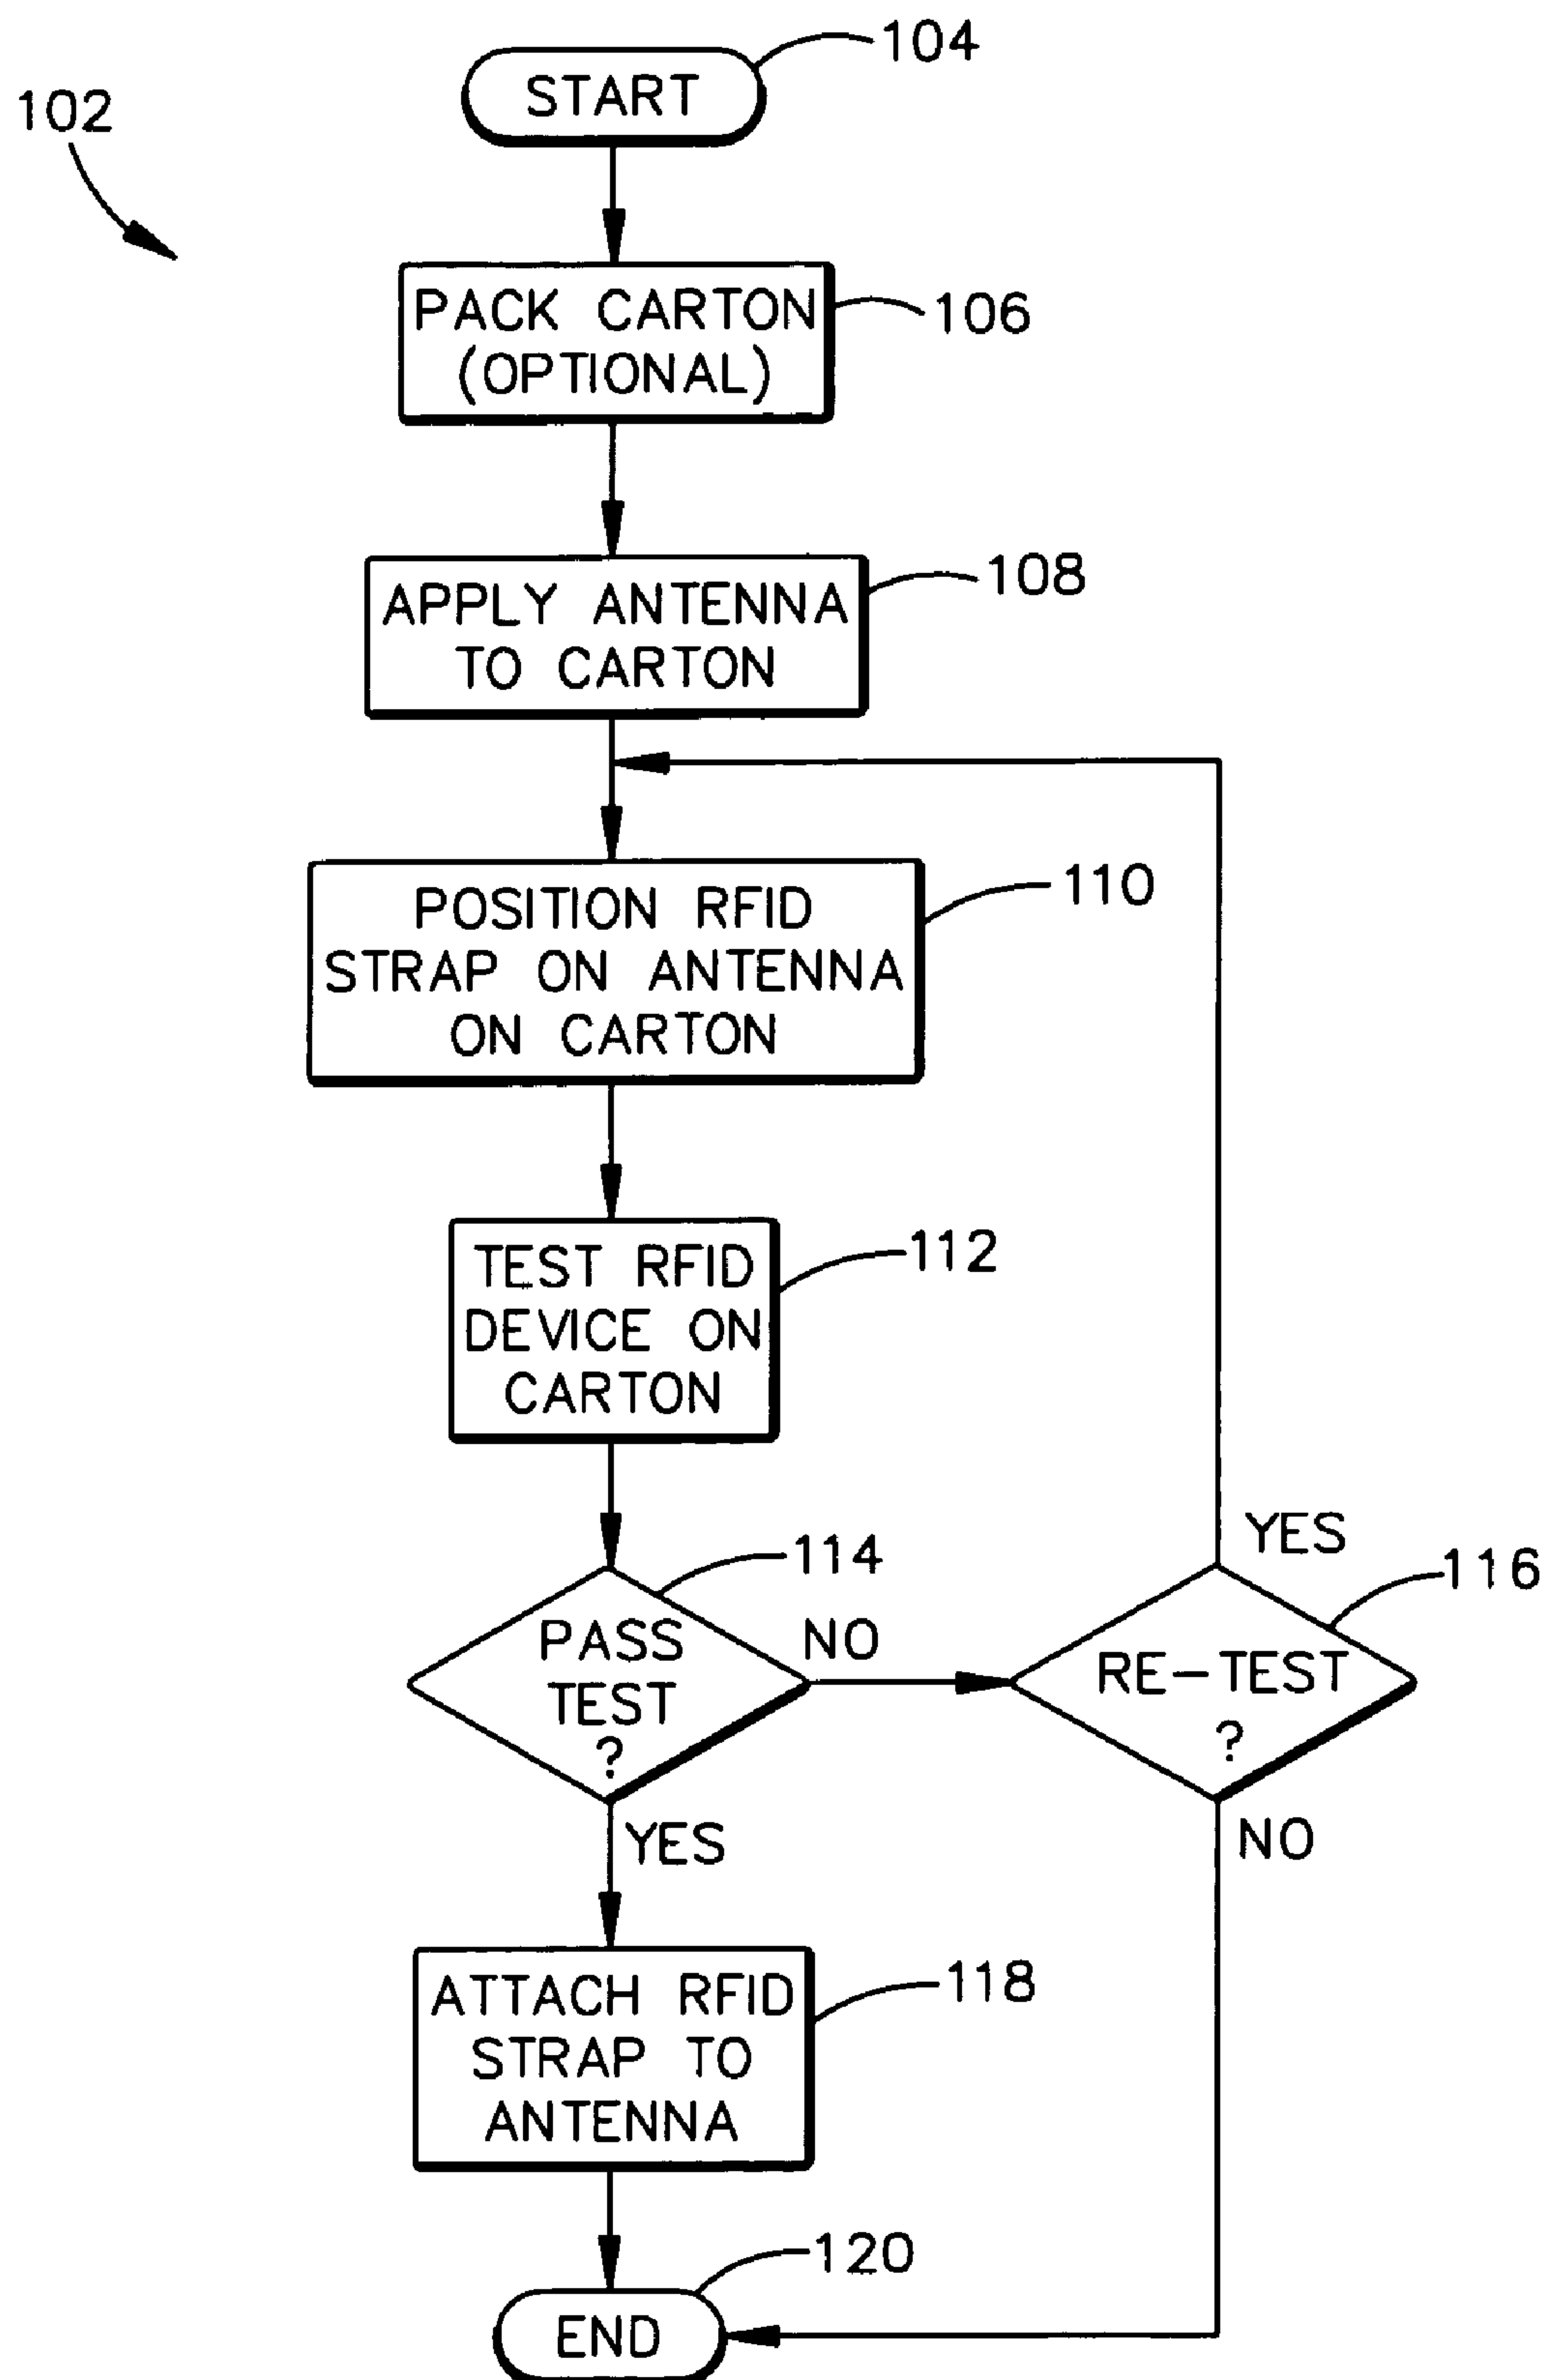 104
START
102
PACK CARTON
(OPTIONAL)
106
APPLY ANTENNA
TO CARTON
108
POSITION RFID
STRAP ON ANTENNA
ON CARTON
110
TEST RFID
DEVICE ON
CARTON
112
114
PASS
TEST
?
NO
YES
116
RE-TEST
?
YES
NO
ATTACH RFID
STRAP TO
ANTENNA
118
120
END